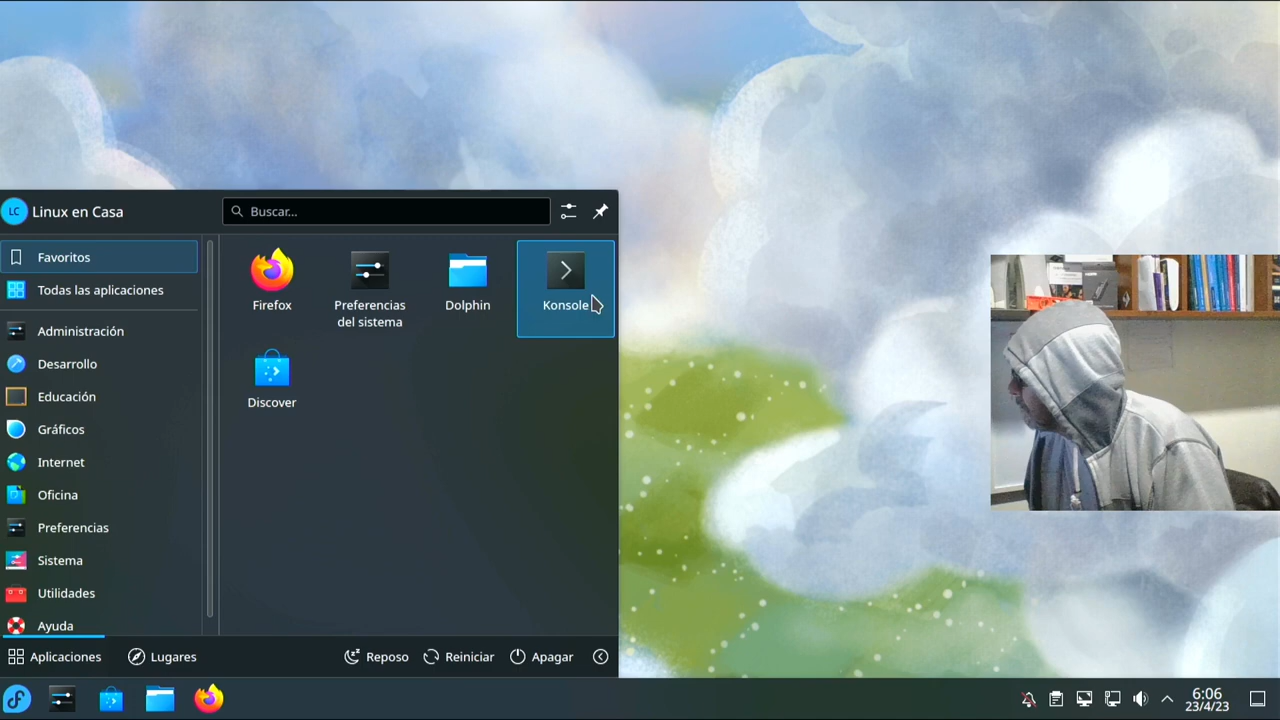 LC Linux en Casa
Buscar...
Favoritos
Todas las aplicaciones
Administración
Desarrollo
Educación
Gráficos
Internet
Oficina
Preferencias
Sistema
Utilidades
Ayuda
Firefox
Preferencias
del sistema
Dolphin
Konsole
Discover
Aplicaciones
Lugares
Reposo
Reiniciar
Apagar
6:06
23/4/23